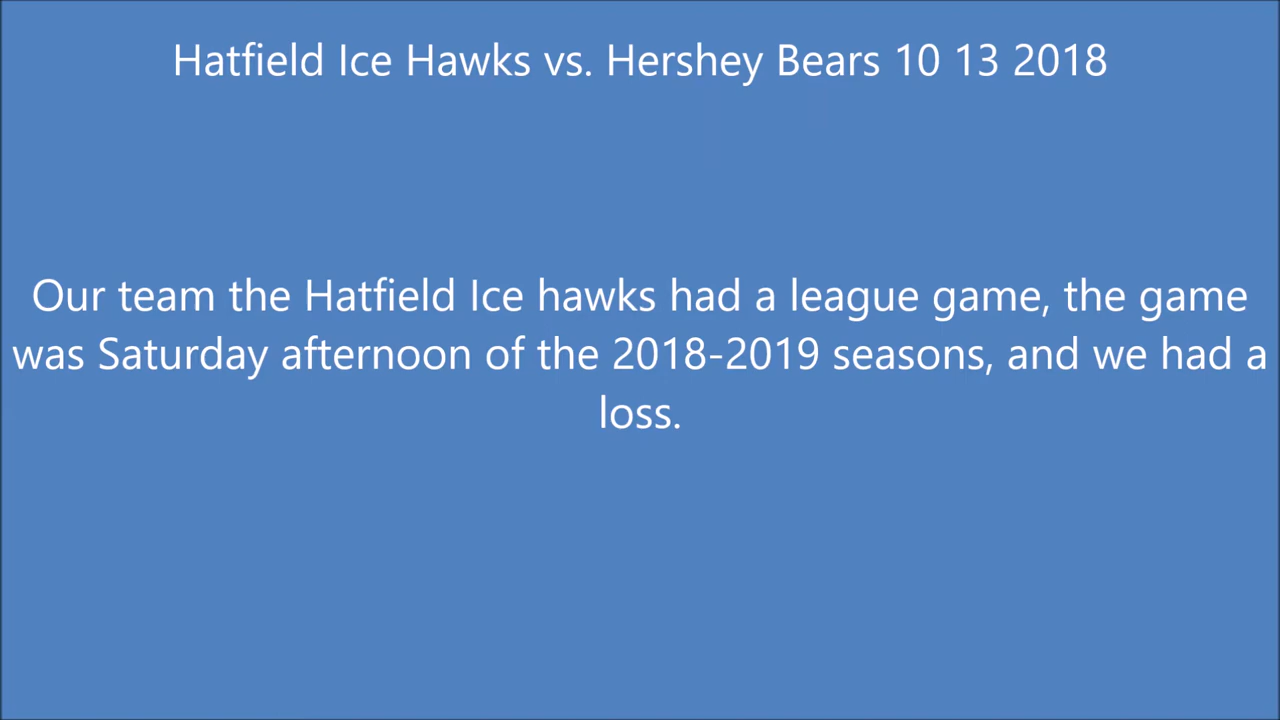 Hatfield Ice Hawks vs. Hershey Bears 10 13 2018
Our team the Hatfield Ice hawks had a league game, the game
was Saturday afternoon of the 2018-2019 seasons, and we had a
loss.